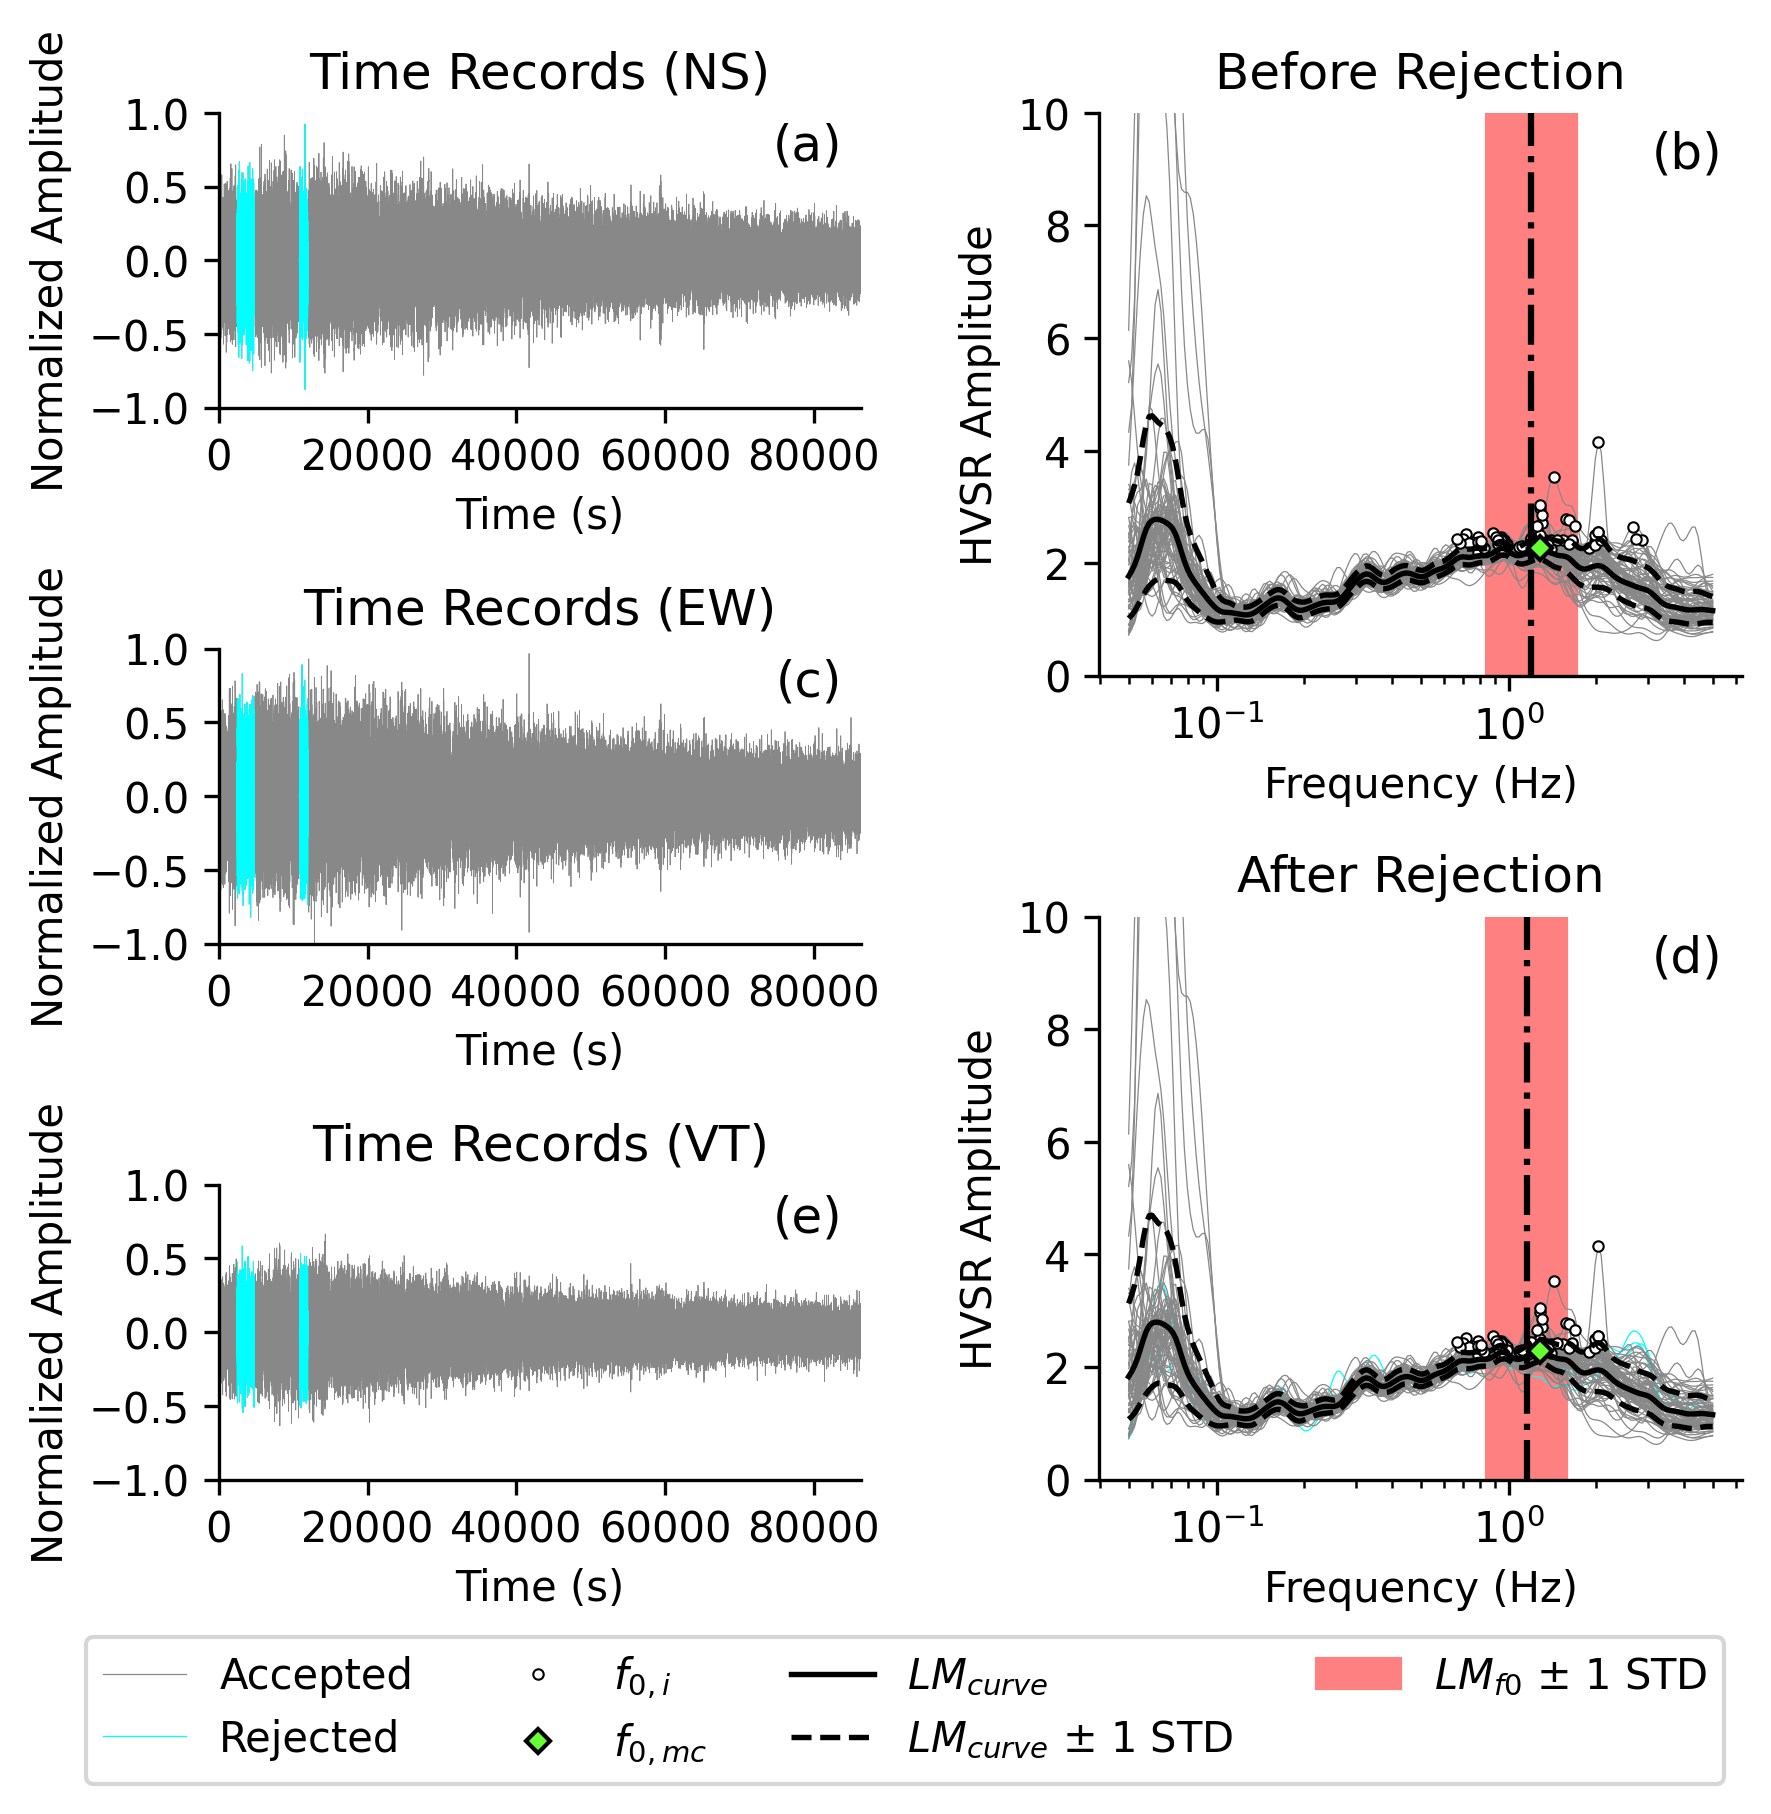 Time Records (NS)
Normalized Amplitude
1.0
0.5
0.0
−0.5
−1.0
(a)
0 20000 40000 60000 80000
Time (s)
Before Rejection
HVSR Amplitude
10
8
6
4
2
0
(b)
10⁻¹ 10⁰
Frequency (Hz)
Time Records (EW)
Normalized Amplitude
1.0
0.5
0.0
−0.5
−1.0
(c)
0 20000 40000 60000 80000
Time (s)
After Rejection
HVSR Amplitude
10
8
6
4
2
0
(d)
10⁻¹ 10⁰
Frequency (Hz)
Time Records (VT)
Normalized Amplitude
1.0
0.5
0.0
−0.5
−1.0
(e)
0 20000 40000 60000 80000
Time (s)
Accepted
Rejected
f0,i
f0,mc
LMcurve
LMcurve ± 1 STD
LMf0 ± 1 STD